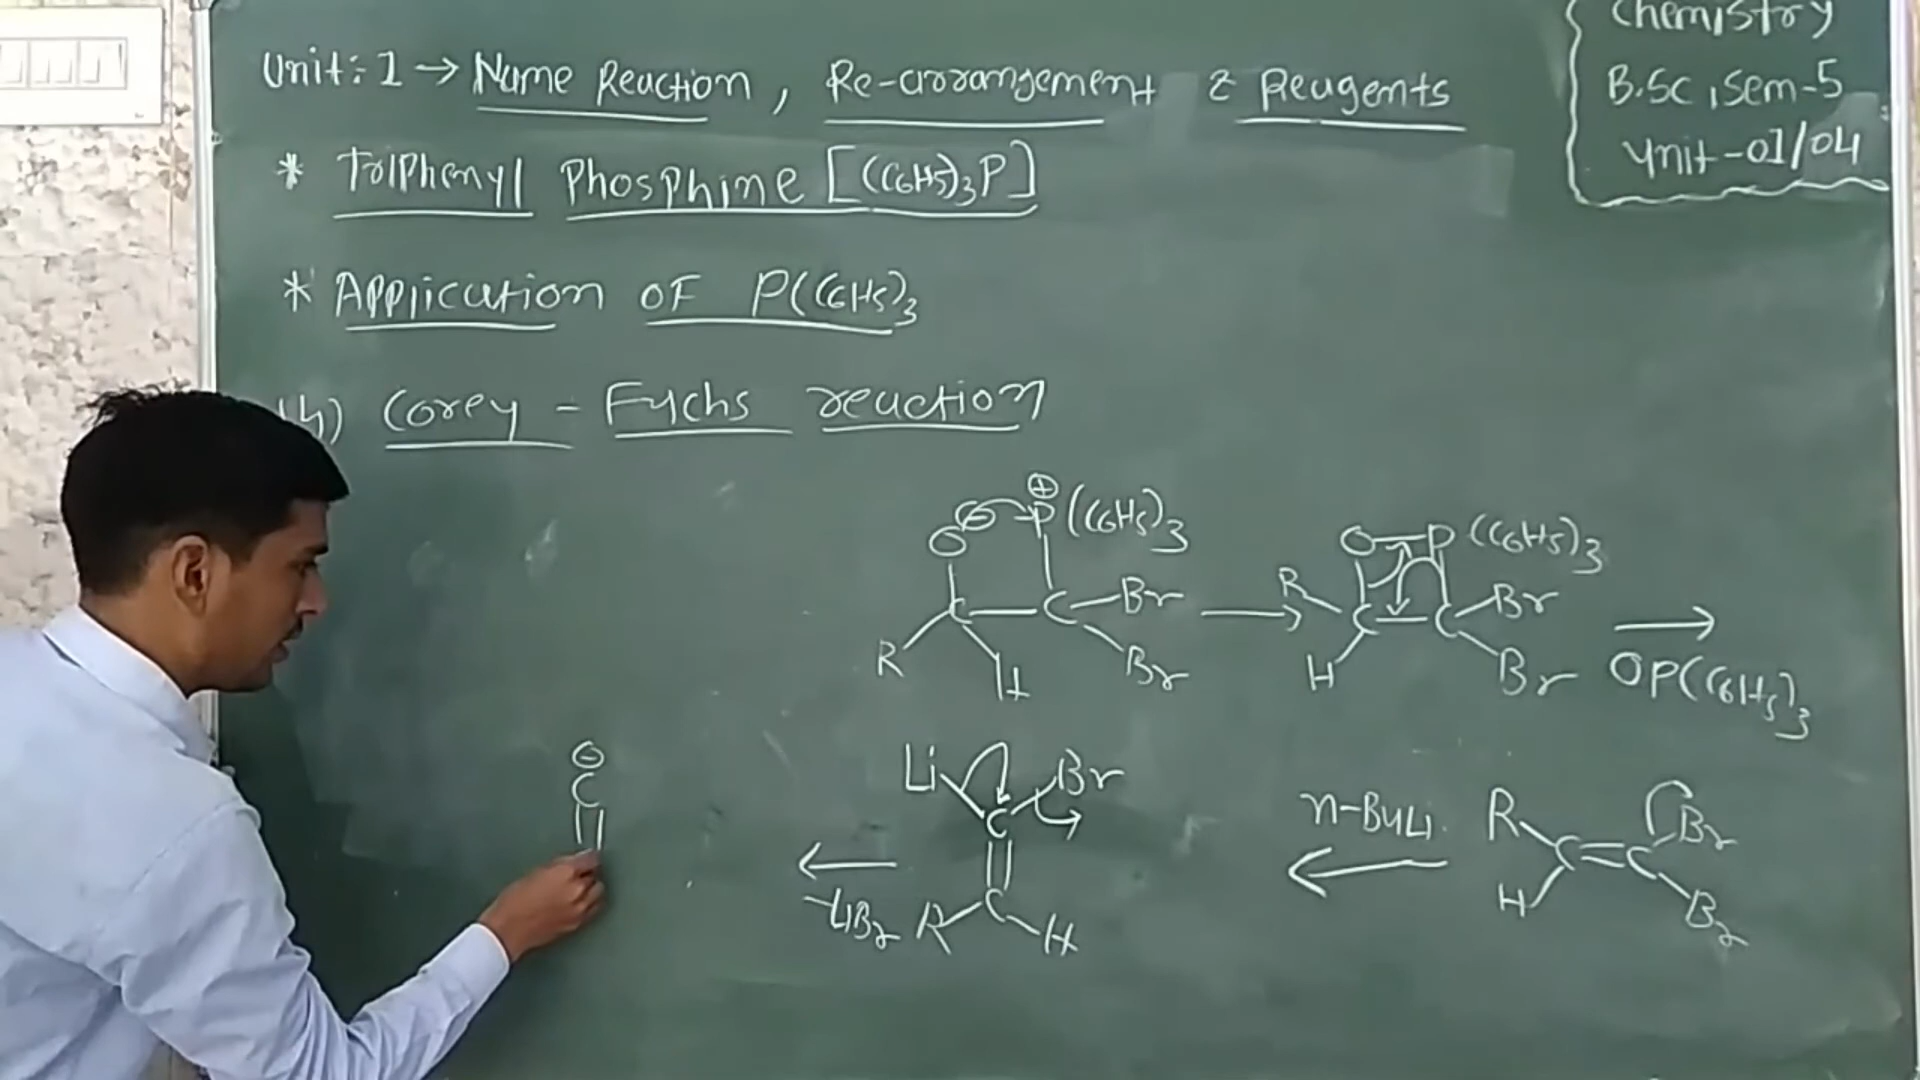 Chemistry
B.Sc, Sem-5
Unit-01/04
Unit:1 → Name Reaction, Re-arrangement & Reugents
* Triphenyl Phosphine [(C6H5)3P]
* Application OF P(C6H5)3
Corey - Fuchs reaction
⊕
⊖ P(C6H5)3
O
C C Br
R H Br
→
O P(C6H5)3
R C C Br
H Br
→
OP(C6H5)3
R C=C Br
H Br
n-BuLi
←
Li Br
C
C
R H
←
-LiBr
⊖
C